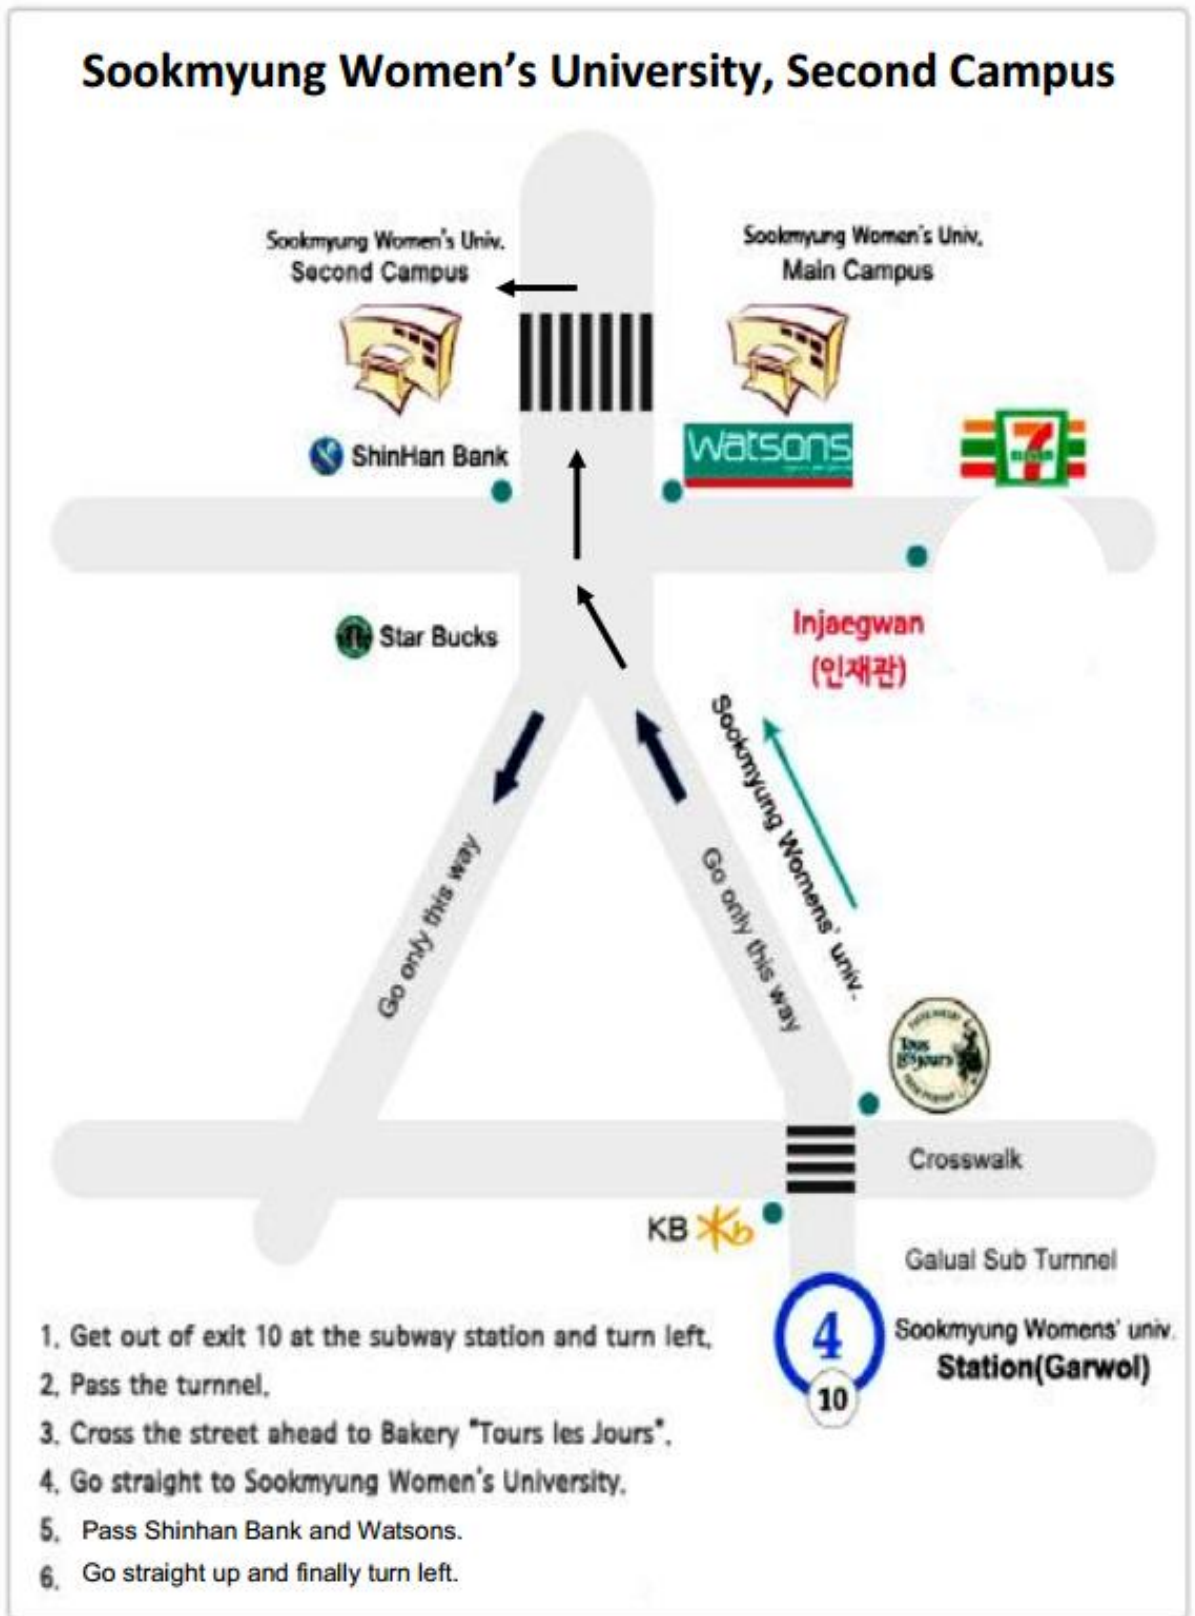 Sookmyung Women's University, Second Campus
Sookmyung Women's Univ.
Second Campus
Sookmyung Women's Univ.
Main Campus
ShinHan Bank
Watsons
7
Star Bucks
Injaegwan
(인재관)
Sookmyung Womens' univ.
Go only this way
Go only this way
Tous
les Jours
Crosswalk
KB
Galual Sub Turnnel
4
10
Sookmyung Womens' univ.
Station(Garwol)
1. Get out of exit 10 at the subway station and turn left.
2. Pass the turnnel.
3. Cross the street ahead to Bakery "Tours les Jours".
4. Go straight to Sookmyung Women's University.
5. Pass Shinhan Bank and Watsons.
6. Go straight up and finally turn left.